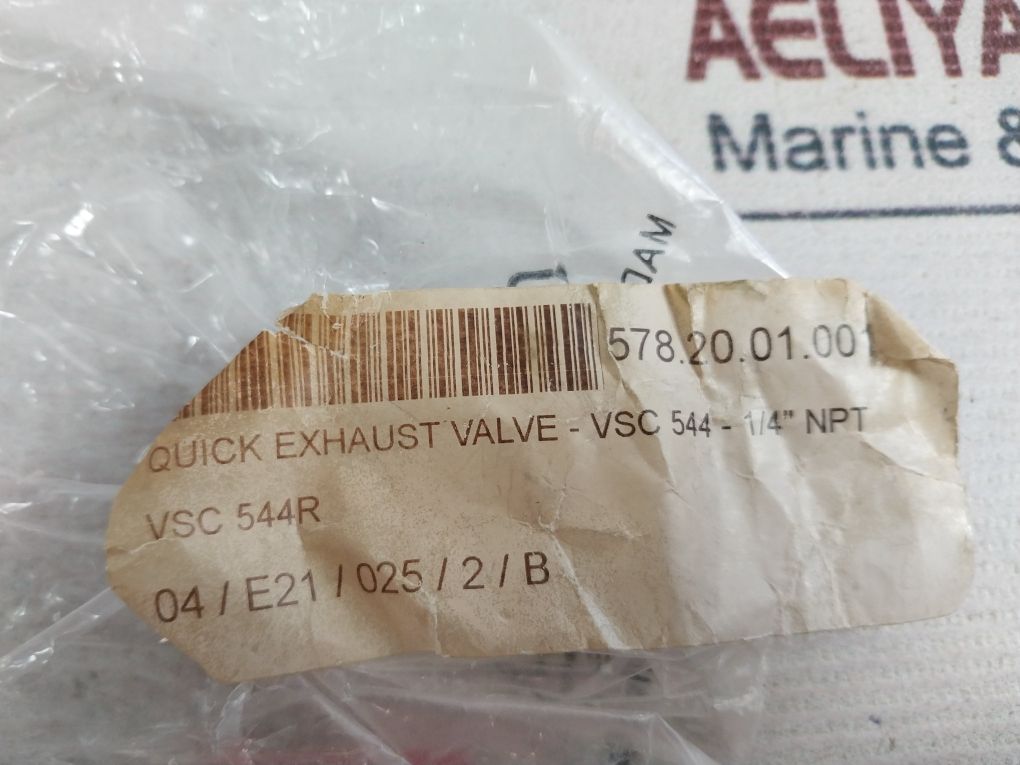 AELIYA
Marine &
578.20.01.001
QUICK EXHAUST VALVE - VSC 544 - 1/4" NPT
VSC 544R
04 / E21 / 025 / 2 / B